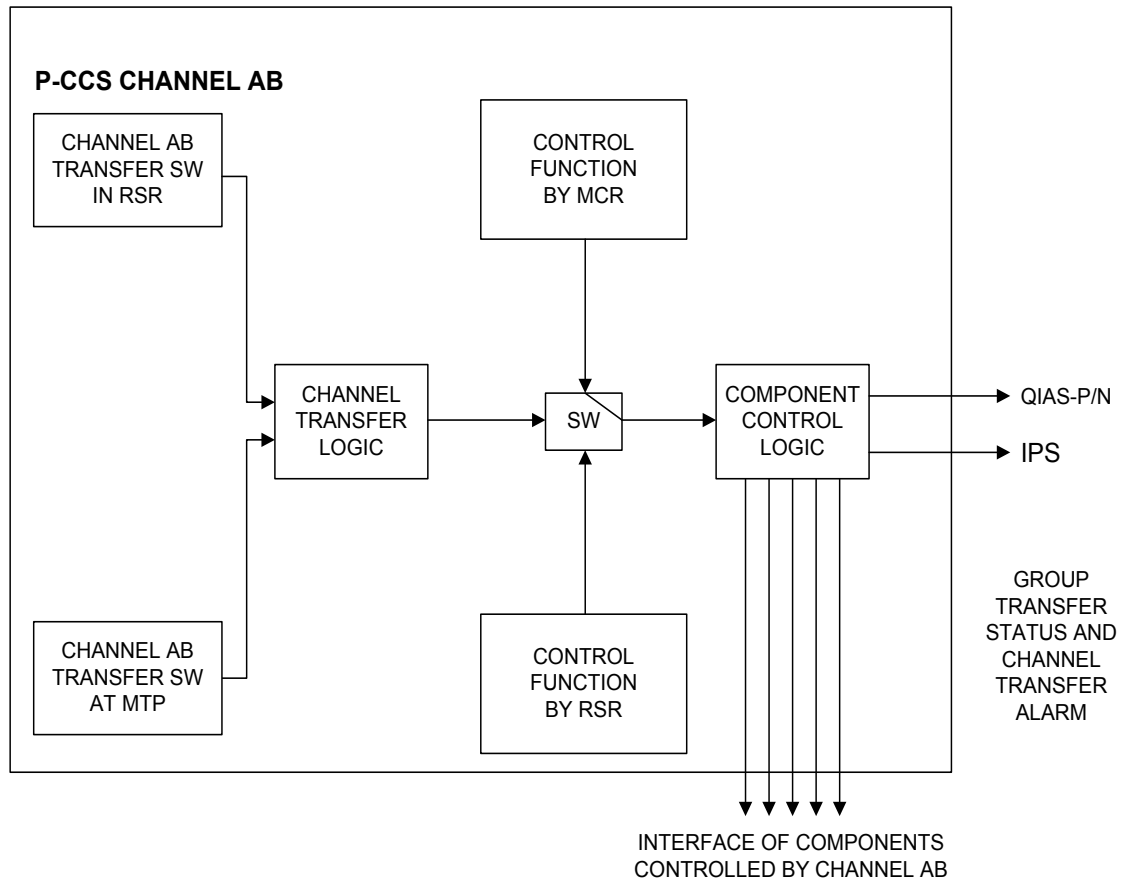 P-CCS CHANNEL AB
CHANNEL AB
TRANSFER SW
IN RSR
CONTROL
FUNCTION
BY MCR
CHANNEL
TRANSFER
LOGIC
SW
COMPONENT
CONTROL
LOGIC
QIAS-P/N
IPS
CHANNEL AB
TRANSFER SW
AT MTP
CONTROL
FUNCTION
BY RSR
GROUP
TRANSFER
STATUS AND
CHANNEL
TRANSFER
ALARM
INTERFACE OF COMPONENTS
CONTROLLED BY CHANNEL AB